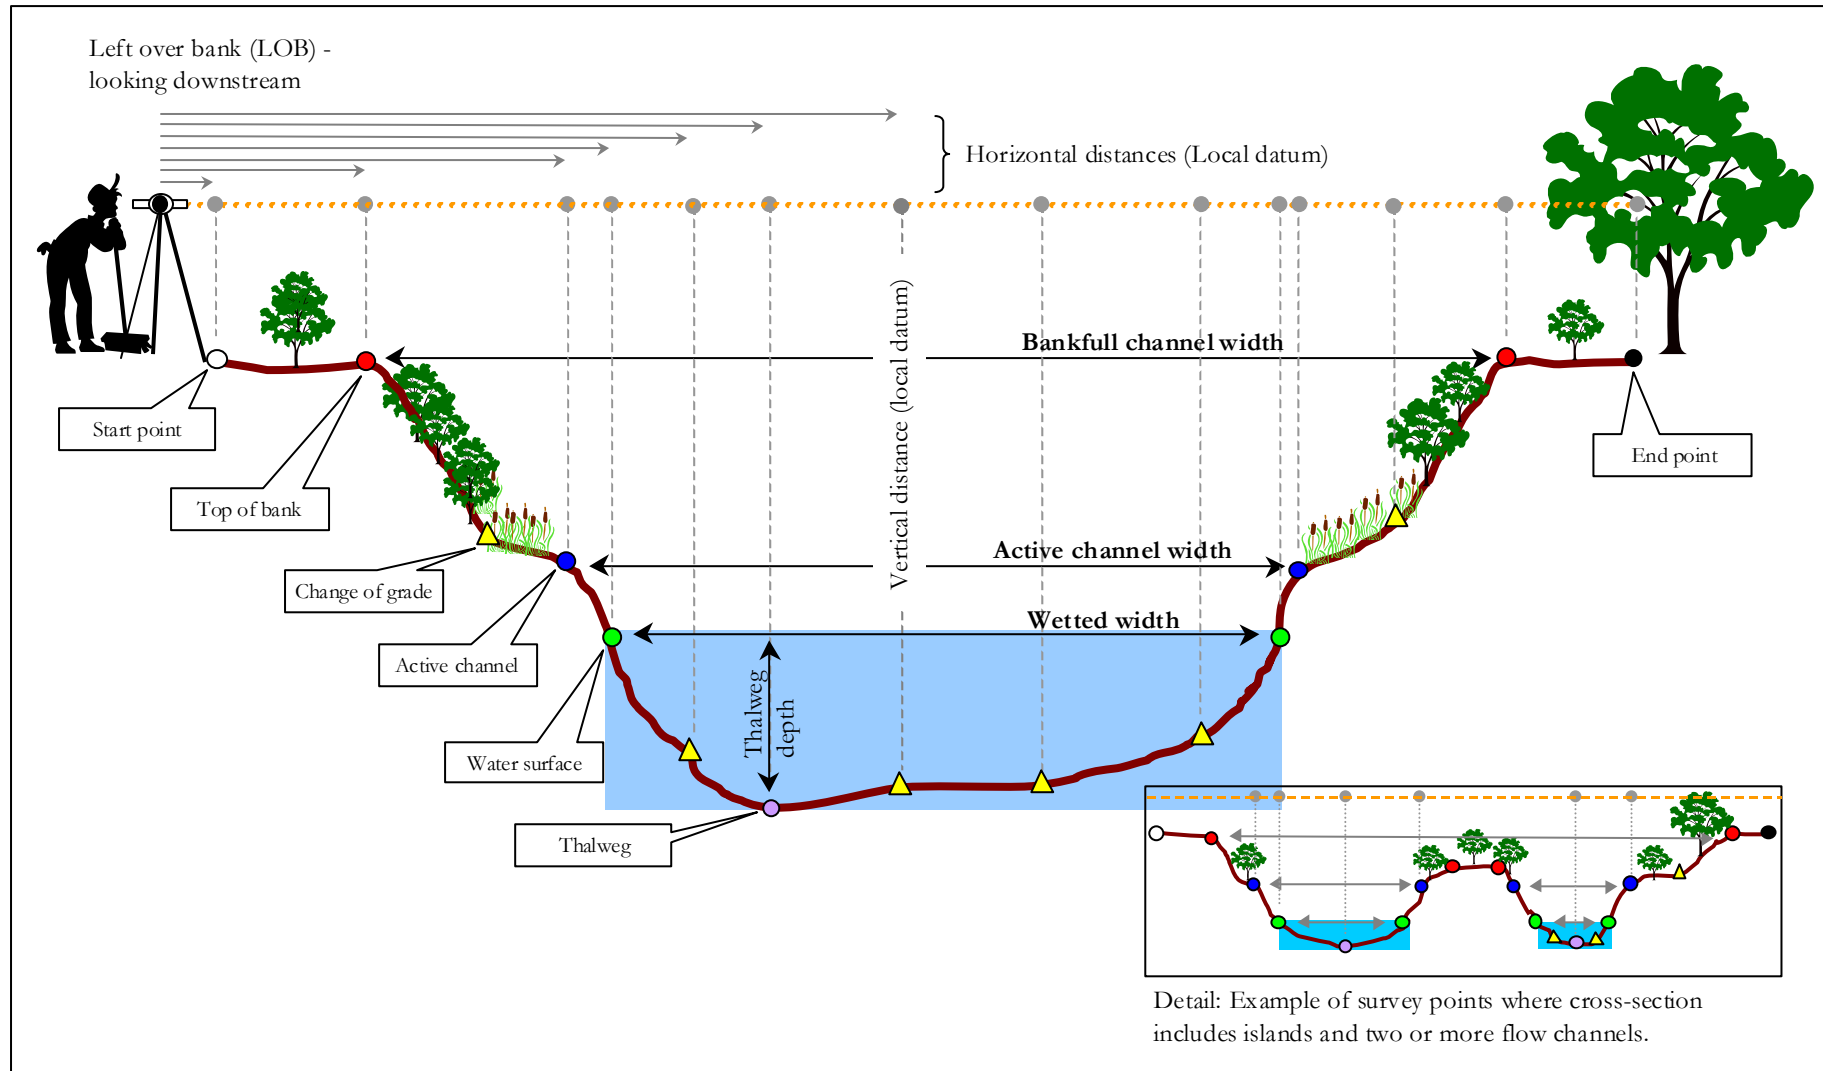 Left over bank (LOB) -
looking downstream
Horizontal distances (Local datum)
Vertical distance (local datum)
Bankfull channel width
Start point
End point
Top of bank
Active channel width
Change of grade
Wetted width
Active channel
Thalweg
depth
Water surface
Thalweg
Detail: Example of survey points where cross-section
includes islands and two or more flow channels.